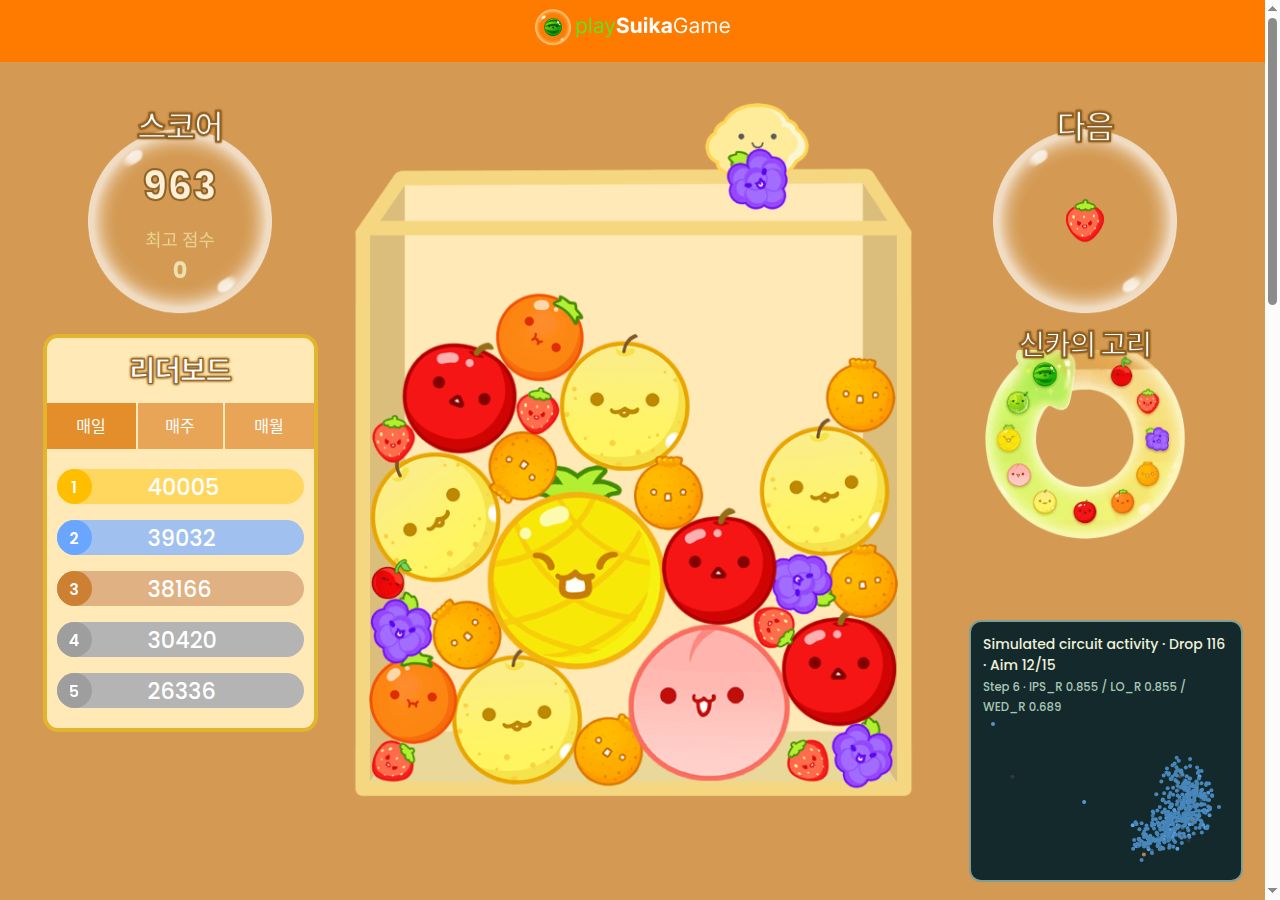 playSuikaGame
스코어
963
최고 점수
0
다음
신카의 고리
리더보드
매일 매주 매월
1 40005
2 39032
3 38166
4 30420
5 26336
Simulated circuit activity · Drop 116
· Aim 12/15
Step 6 · IPS_R 0.855 / LO_R 0.855 /
WED_R 0.689